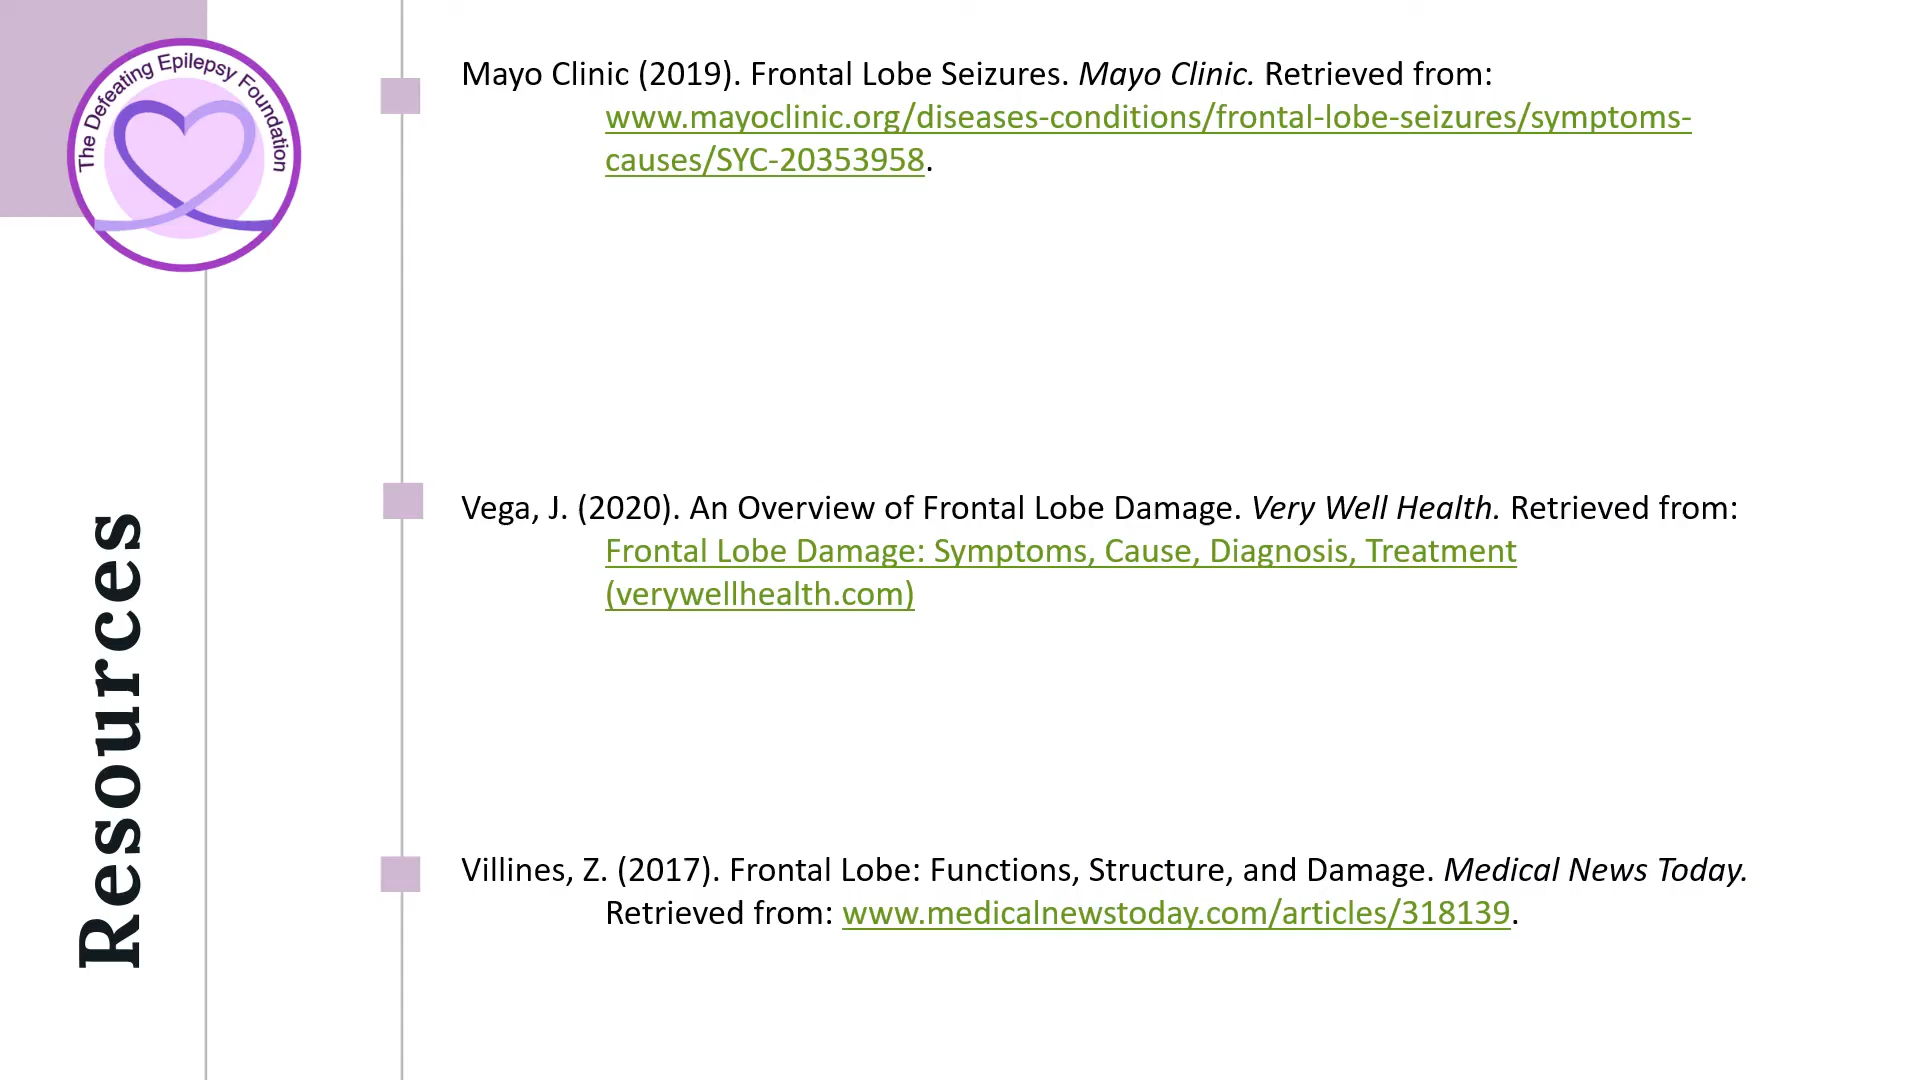 The Defeating Epilepsy Foundation
Resources
Mayo Clinic (2019). Frontal Lobe Seizures. Mayo Clinic. Retrieved from:
www.mayoclinic.org/diseases-conditions/frontal-lobe-seizures/symptoms-
causes/SYC-20353958.
Vega, J. (2020). An Overview of Frontal Lobe Damage. Very Well Health. Retrieved from:
Frontal Lobe Damage: Symptoms, Cause, Diagnosis, Treatment
(verywellhealth.com)
Villines, Z. (2017). Frontal Lobe: Functions, Structure, and Damage. Medical News Today.
Retrieved from: www.medicalnewstoday.com/articles/318139.